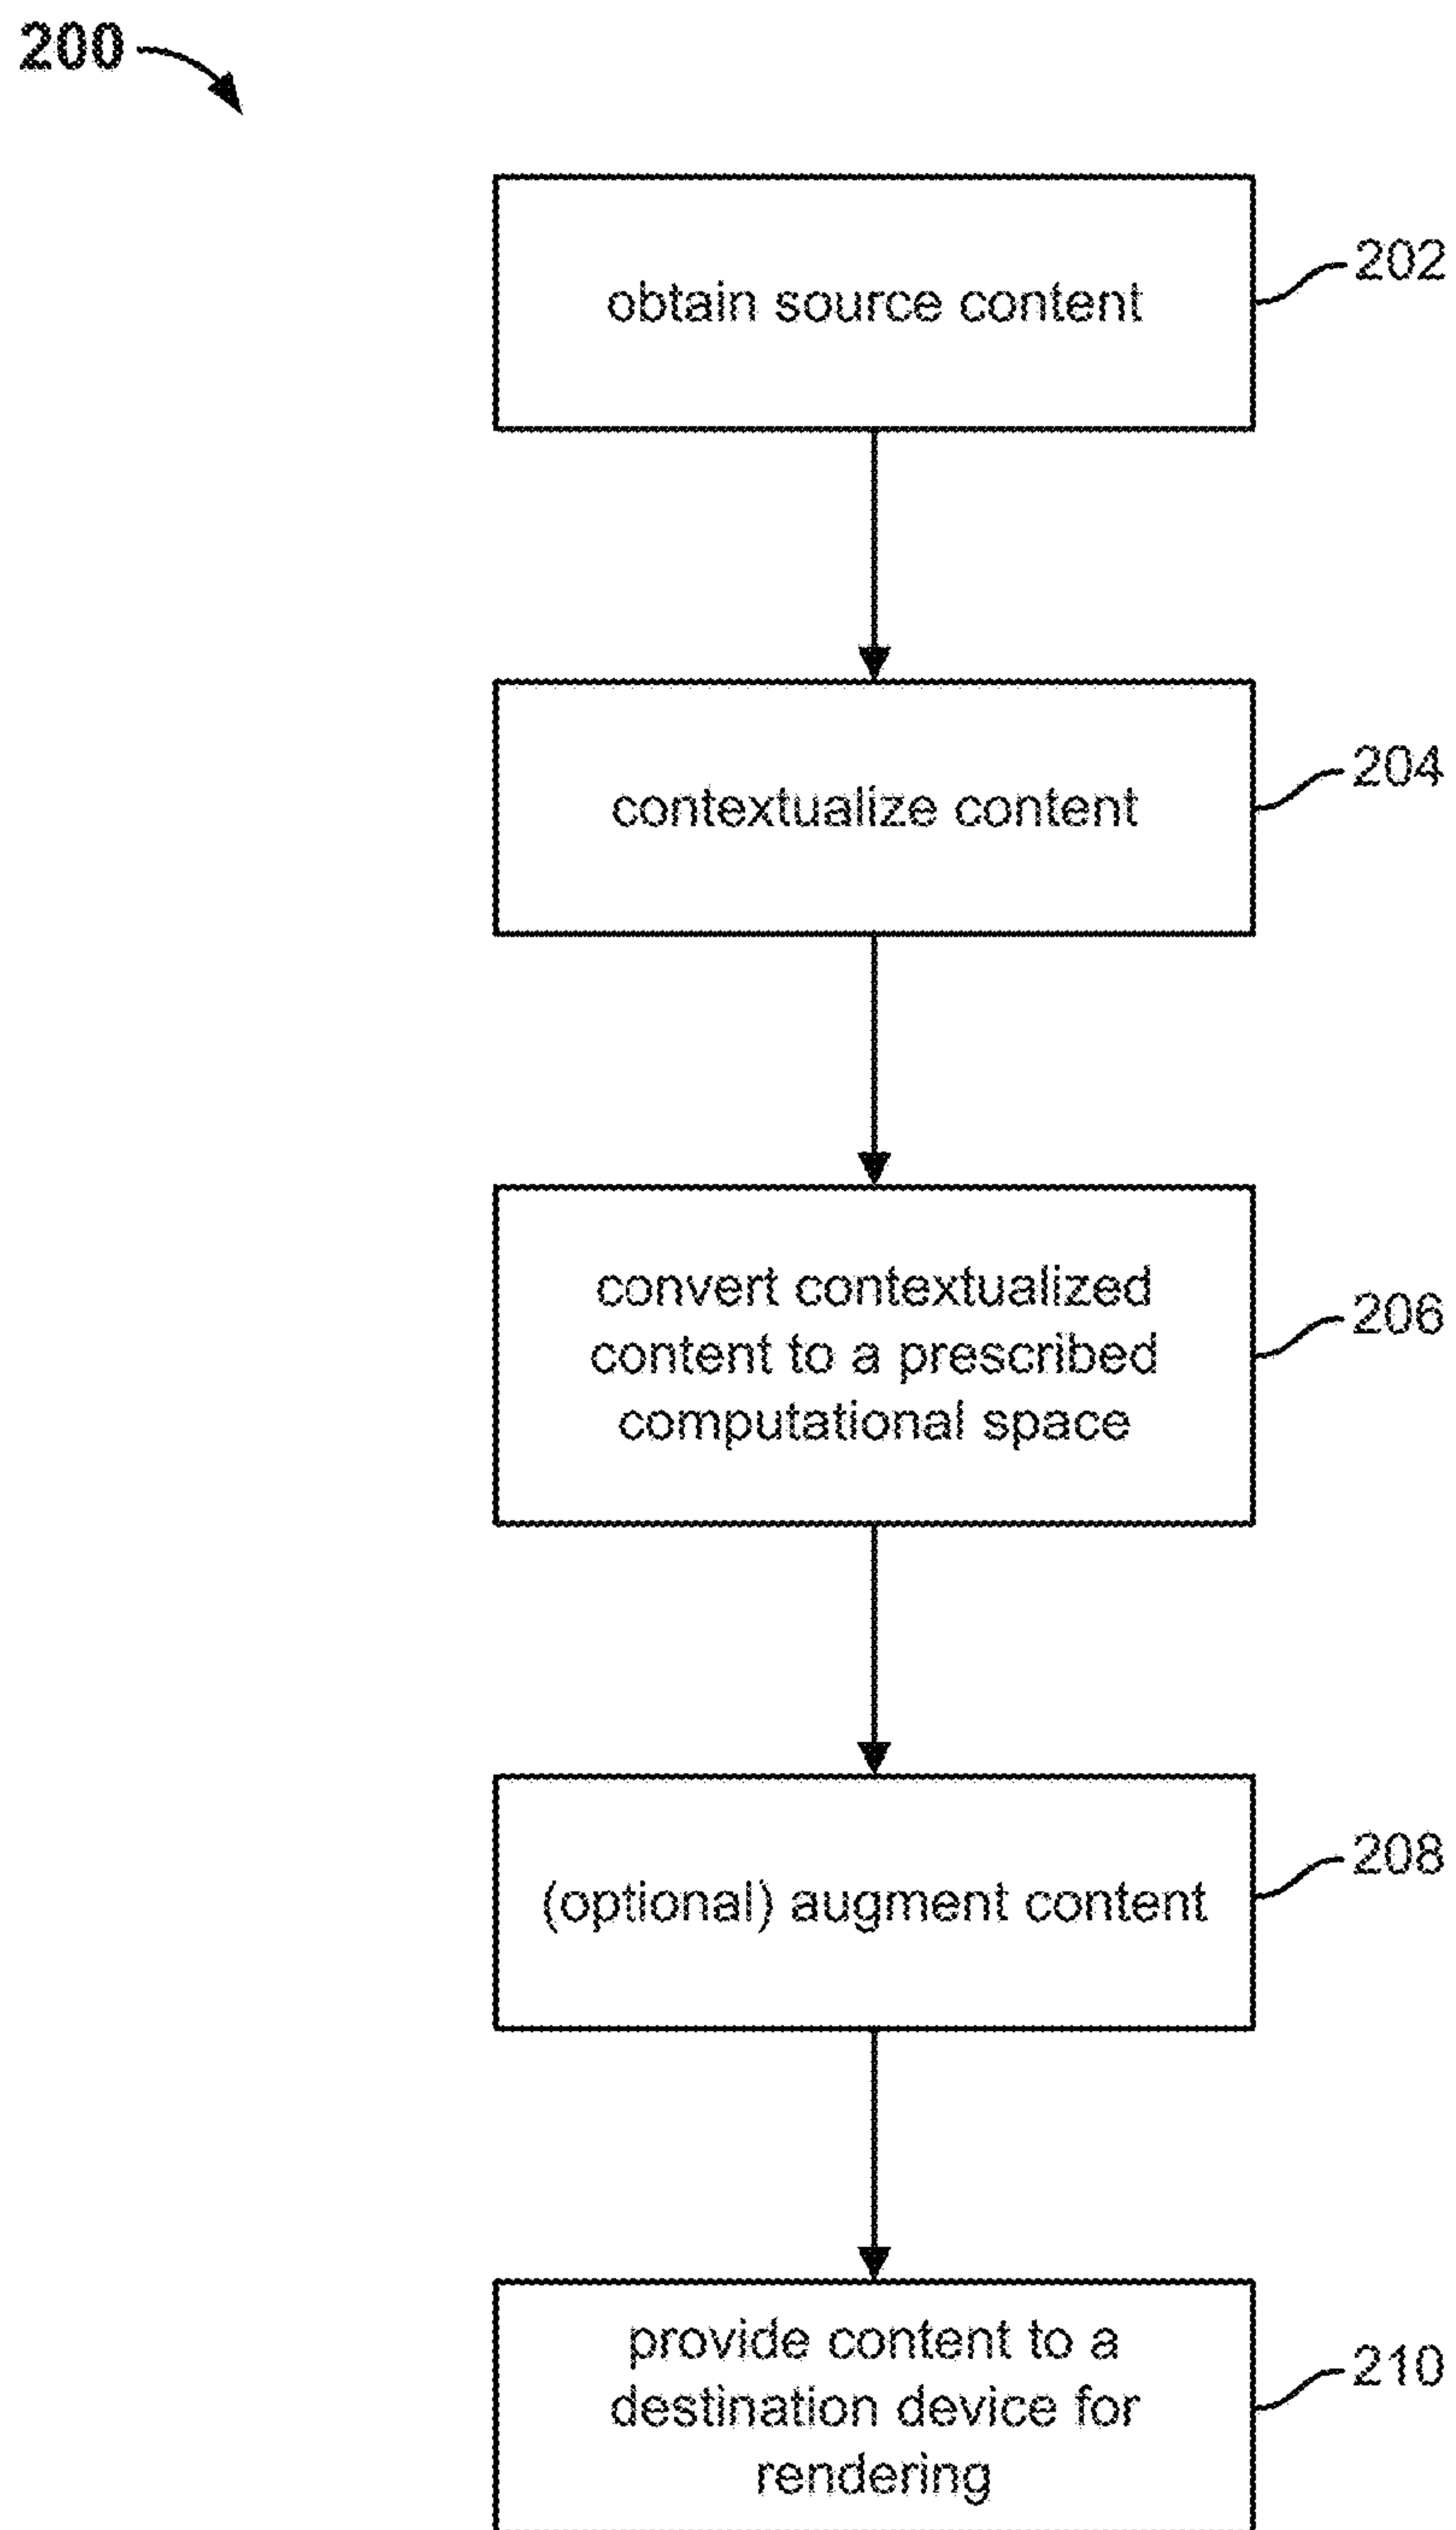 200
obtain source content
202
contextualize content
204
convert contextualized
content to a prescribed
computational space
206
(optional) augment content
208
provide content to a
destination device for
rendering
210